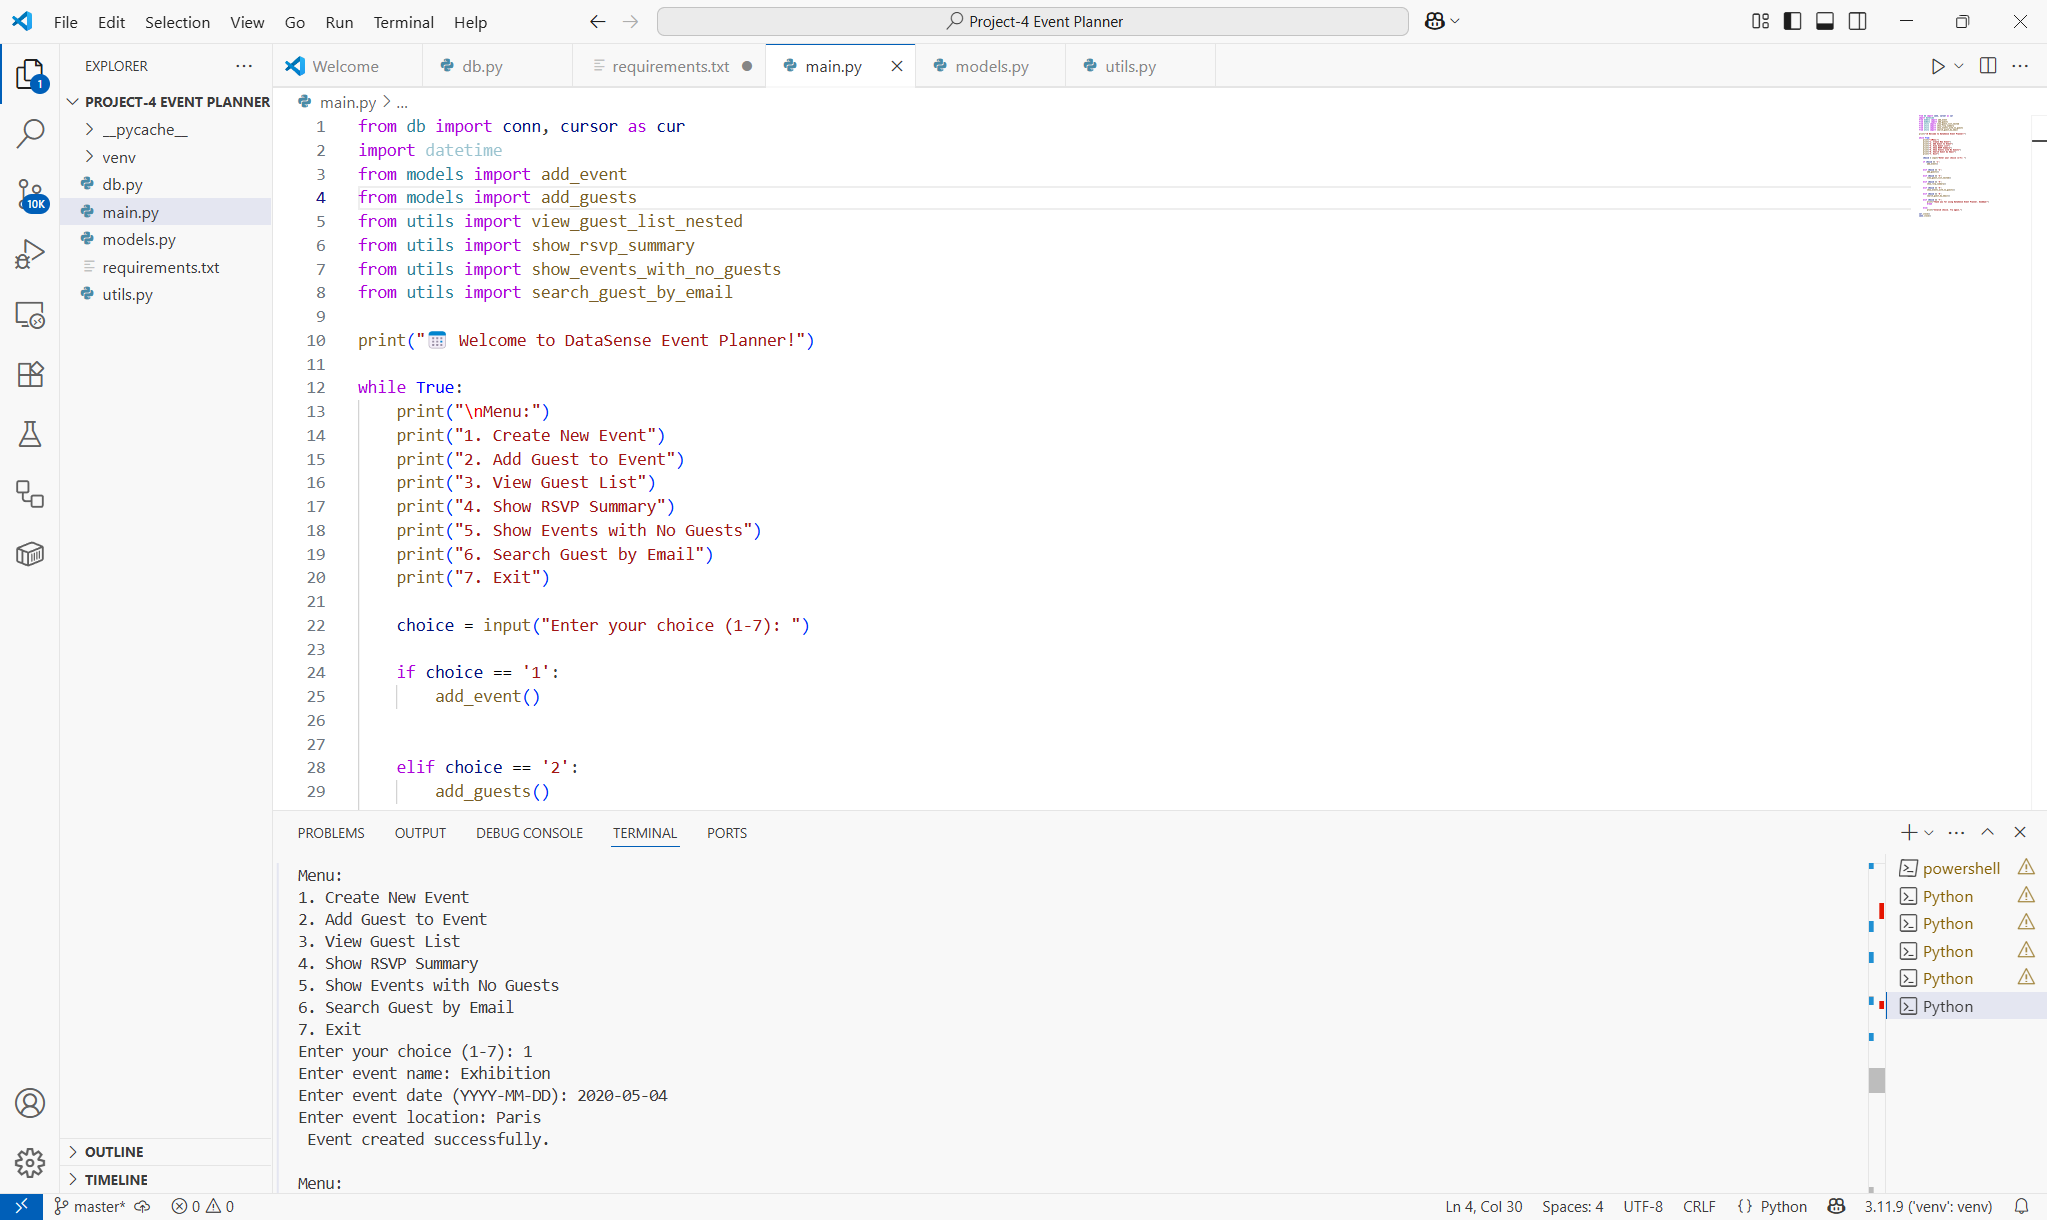 File Edit Selection View Go Run Terminal Help
Project-4 Event Planner
EXPLORER
PROJECT-4 EVENT PLANNER
__pycache__
venv
db.py
main.py
models.py
requirements.txt
utils.py
OUTLINE
TIMELINE
1
10K
Welcome db.py requirements.txt main.py models.py utils.py
main.py > ...
1 from db import conn, cursor as cur
2 import datetime
3 from models import add_event
4 from models import add_guests
5 from utils import view_guest_list_nested
6 from utils import show_rsvp_summary
7 from utils import show_events_with_no_guests
8 from utils import search_guest_by_email
9
10 print("🗓️ Welcome to DataSense Event Planner!")
11
12 while True:
13     print("\nMenu:")
14     print("1. Create New Event")
15     print("2. Add Guest to Event")
16     print("3. View Guest List")
17     print("4. Show RSVP Summary")
18     print("5. Show Events with No Guests")
19     print("6. Search Guest by Email")
20     print("7. Exit")
21
22     choice = input("Enter your choice (1-7): ")
23
24     if choice == '1':
25         add_event()
26
27
28     elif choice == '2':
29         add_guests()
PROBLEMS OUTPUT DEBUG CONSOLE TERMINAL PORTS
Menu:
1. Create New Event
2. Add Guest to Event
3. View Guest List
4. Show RSVP Summary
5. Show Events with No Guests
6. Search Guest by Email
7. Exit
Enter your choice (1-7): 1
Enter event name: Exhibition
Enter event date (YYYY-MM-DD): 2020-05-04
Enter event location: Paris
Event created successfully.
Menu:
powershell
Python
Python
Python
Python
Python
master* 0 0
Ln 4, Col 30 Spaces: 4 UTF-8 CRLF {} Python 3.11.9 ('venv': venv)